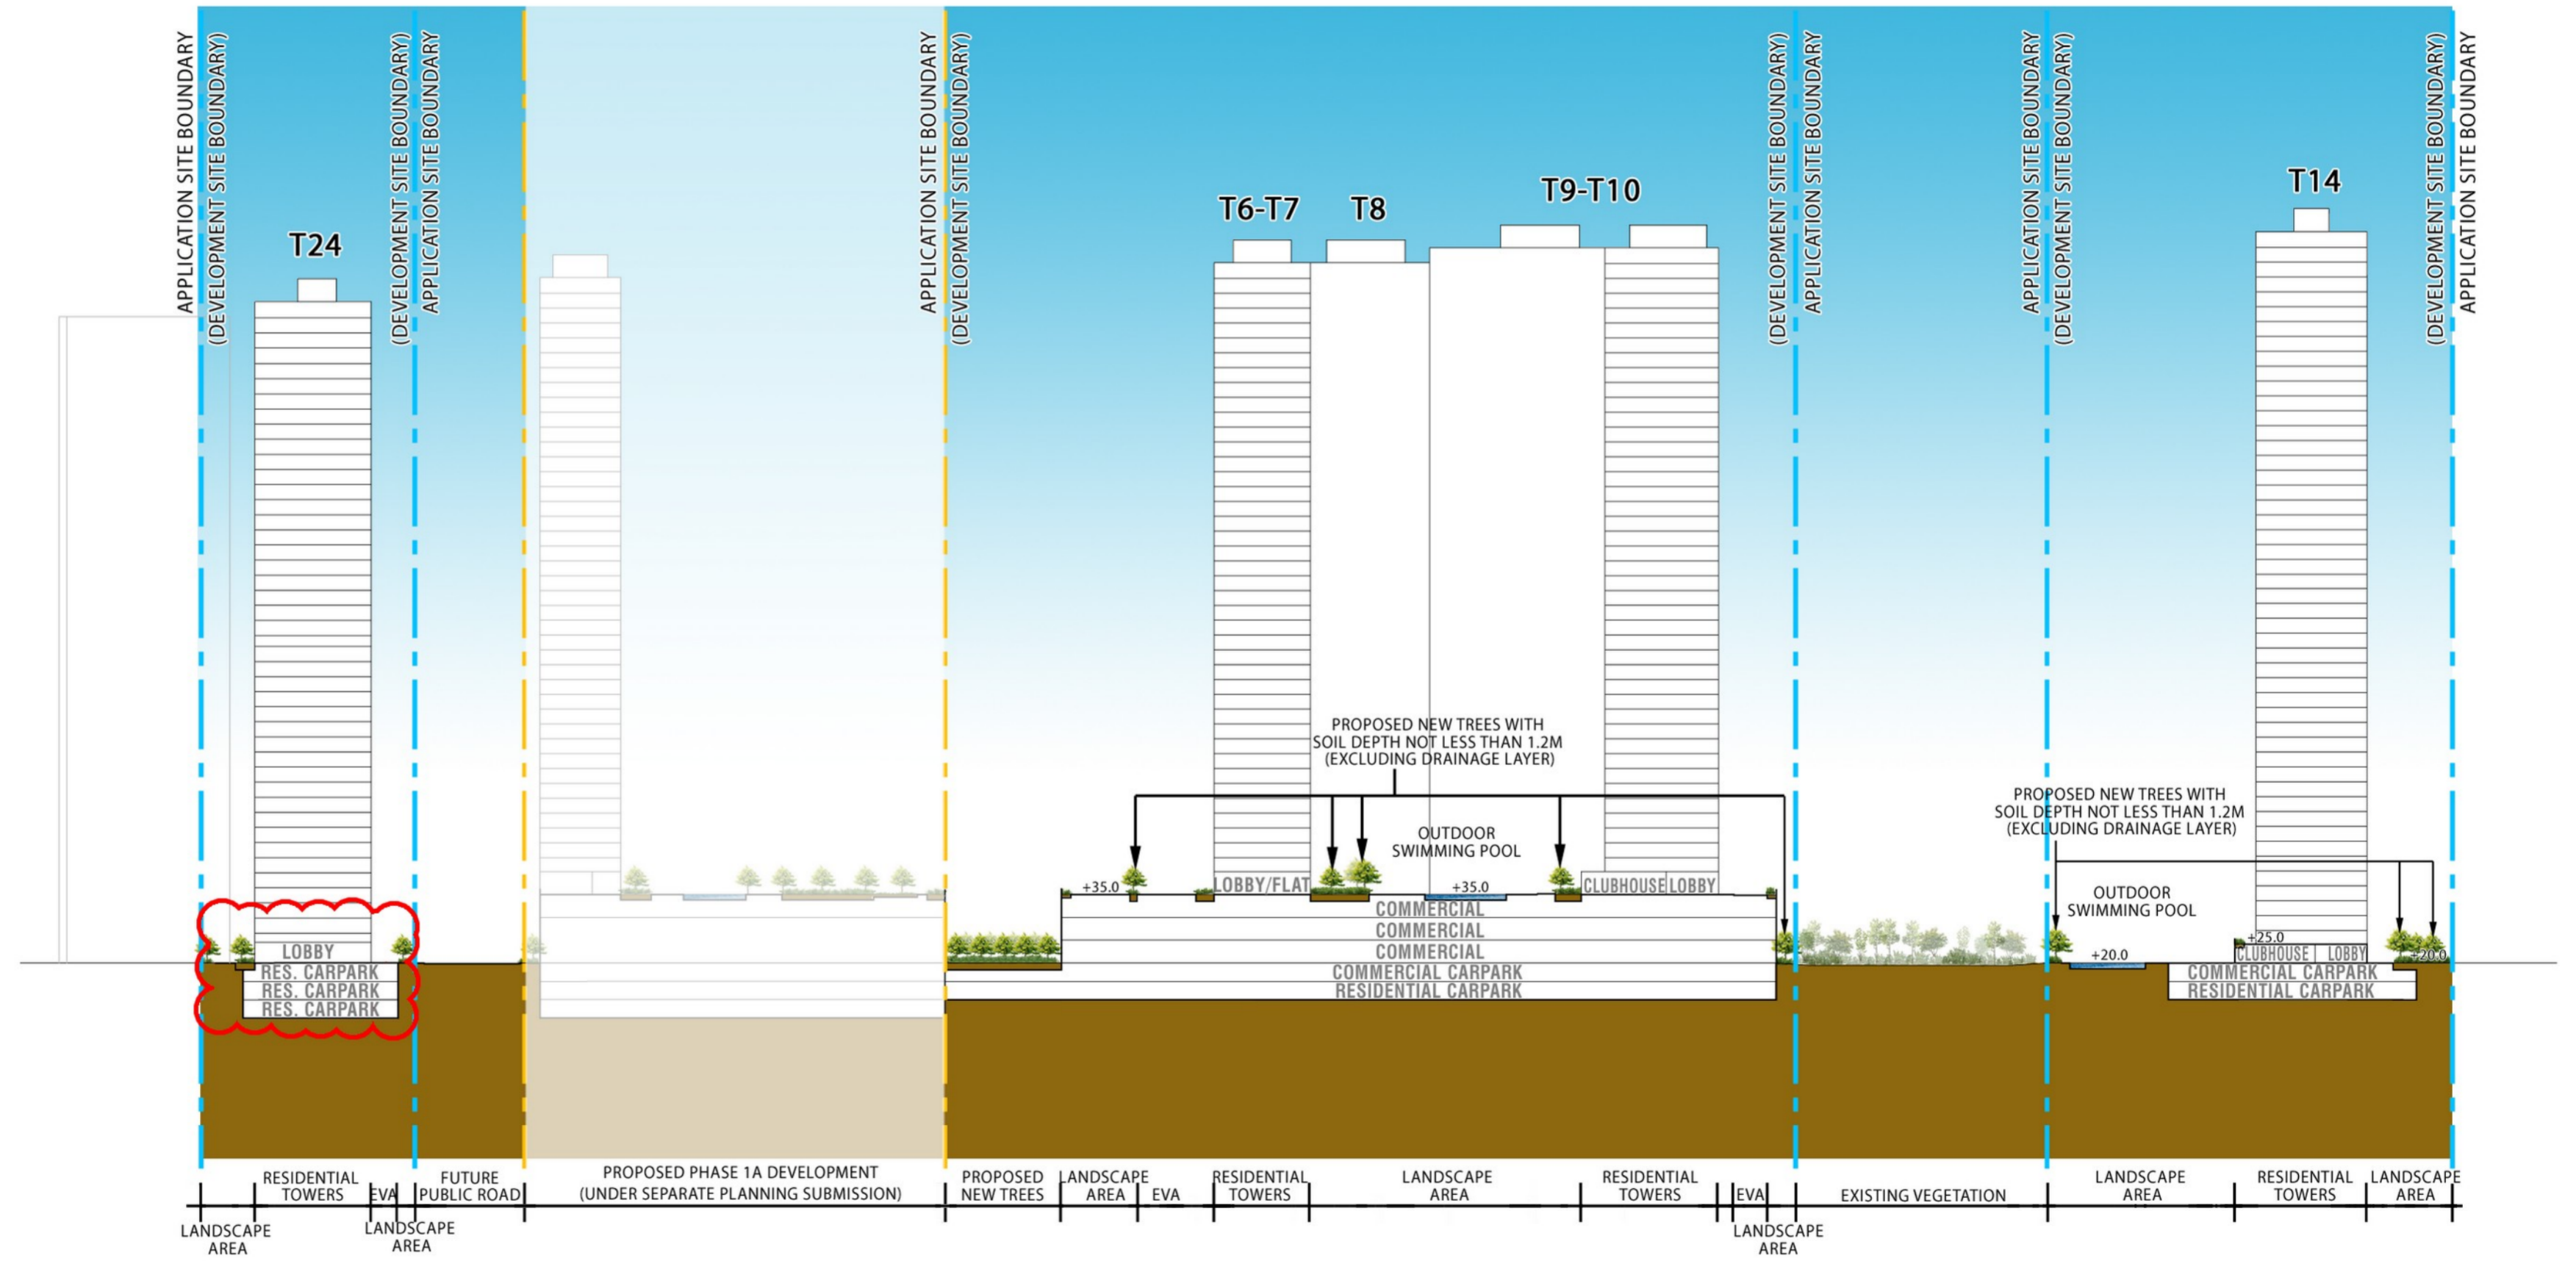 APPLICATION SITE BOUNDARY
(DEVELOPMENT SITE BOUNDARY)
(DEVELOPMENT SITE BOUNDARY)
APPLICATION SITE BOUNDARY
APPLICATION SITE BOUNDARY
(DEVELOPMENT SITE BOUNDARY)
(DEVELOPMENT SITE BOUNDARY)
APPLICATION SITE BOUNDARY
APPLICATION SITE BOUNDARY
(DEVELOPMENT SITE BOUNDARY)
(DEVELOPMENT SITE BOUNDARY)
APPLICATION SITE BOUNDARY
T24
T6-T7
T8
T9-T10
T14
PROPOSED NEW TREES WITH
SOIL DEPTH NOT LESS THAN 1.2M
(EXCLUDING DRAINAGE LAYER)
PROPOSED NEW TREES WITH
SOIL DEPTH NOT LESS THAN 1.2M
(EXCLUDING DRAINAGE LAYER)
OUTDOOR
SWIMMING POOL
OUTDOOR
SWIMMING POOL
LOBBY
RES. CARPARK
RES. CARPARK
RES. CARPARK
+35.0
LOBBY/FLAT
+35.0
CLUBHOUSE LOBBY
COMMERCIAL
COMMERCIAL
COMMERCIAL
COMMERCIAL CARPARK
RESIDENTIAL CARPARK
+20.0
+25.0
CLUBHOUSE LOBBY
+20.0
COMMERCIAL CARPARK
RESIDENTIAL CARPARK
LANDSCAPE
AREA
RESIDENTIAL
TOWERS
EVA
LANDSCAPE
AREA
FUTURE
PUBLIC ROAD
PROPOSED PHASE 1A DEVELOPMENT
(UNDER SEPARATE PLANNING SUBMISSION)
PROPOSED
NEW TREES
LANDSCAPE
AREA
EVA
RESIDENTIAL
TOWERS
LANDSCAPE
AREA
RESIDENTIAL
TOWERS
EVA
LANDSCAPE
AREA
EXISTING VEGETATION
LANDSCAPE
AREA
RESIDENTIAL
TOWERS
LANDSCAPE
AREA